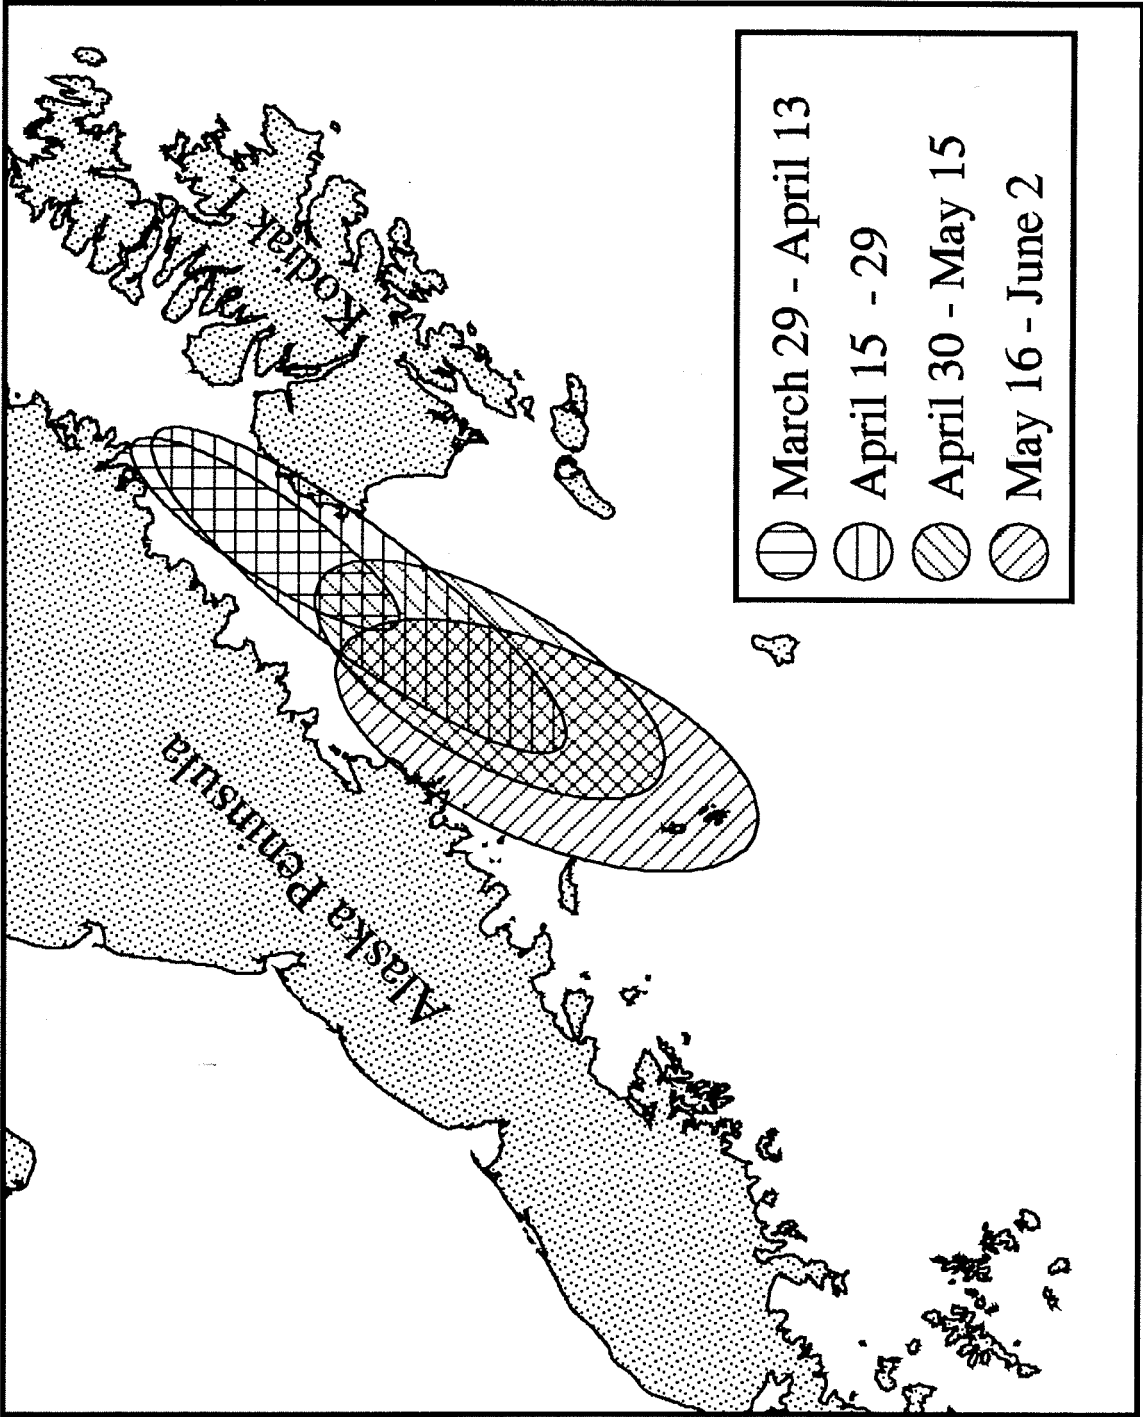 Alaska Peninsula
Kodiak I.
March 29 - April 13
April 15 - 29
April 30 - May 15
May 16 - June 2